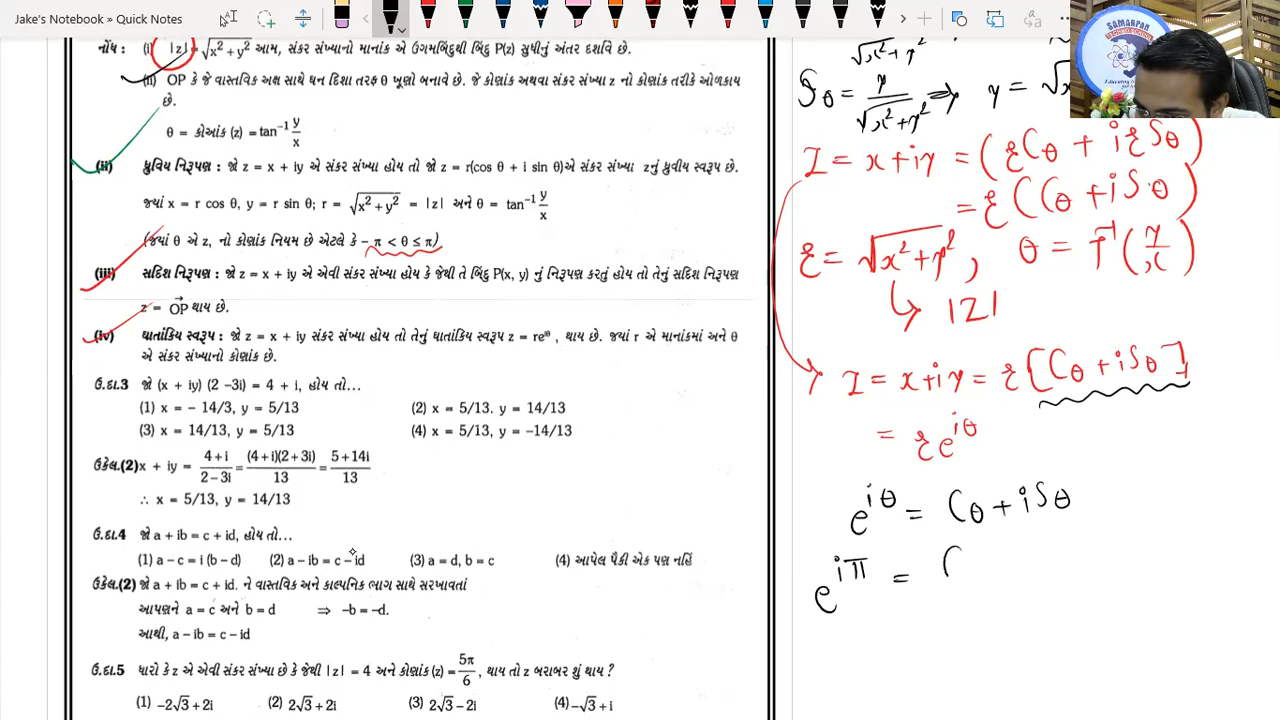 Jake's Notebook » Quick Notes
નોંધ : (i) |z| = √x² + y² આમ, સંકર સંખ્યાનો માનાંક એ ઉગમબિંદુથી બિંદુ P(z) સુધીનું અંતર દર્શાવે છે.
(ii) OP કે જે વાસ્તવિક અક્ષ સાથે ધન દિશા તરફ θ ખૂણો બનાવે છે. જે કોણાંક અથવા સંકર સંખ્યા z નો કોણાંક તરીકે ઓળકાય
છે.
θ = કોઆંક (z) = tan⁻¹ y/x
(ii) ધ્રુવિય નિરૂપણ : જો z = x + iy એ સંકર સંખ્યા હોય તો જો z = r(cos θ + i sin θ)એ સંકર સંખ્યા z નું ધ્રુવીય સ્વરૂપ છે.
જ્યાં x = r cos θ, y = r sin θ; r = √x² + y² = |z| અને θ = tan⁻¹ y/x
(જ્યાં θ એ z, નો કોણાંક નિયમ છે એટલે કે - π < θ ≤ π)
(iii) સદિશ નિરૂપણ : જો z = x + iy એ એવી સંકર સંખ્યા હોય કે જેથી તે બિંદુ P(x, y) નું નિરૂપણ કરતું હોય તો તેનું સદિશ નિરૂપણ
z = OP⃗ થાય છે.
(iv) ઘાતાંકિય સ્વરૂપ : જો z = x + iy સંકર સંખ્યા હોય તો તેનું ઘાતાંકિય સ્વરૂપ z = re^iθ , થાય છે. જ્યાં r એ માનાંકમાં અને θ
એ સંકર સંખ્યાનો કોણાંક છે.
ઉ.દા.3 જો (x + iy) (2 –3i) = 4 + i, હોય તો...
(1) x = - 14/3, y = 5/13 (2) x = 5/13. y = 14/13
(3) x = 14/13, y = 5/13 (4) x = 5/13, y = –14/13
ઉકેલ.(2) x + iy = 4+i/2–3i = (4+i)(2+3i)/13 = 5+14i/13
∴ x = 5/13, y = 14/13
ઉ.દા.4 જો a + ib = c + id, હોય તો...
(1) a – c = i (b – d) (2) a – ib = c – id (3) a = d, b = c (4) આપેલ પૈકી એક પણ નહિં
ઉકેલ.(2) જો a + ib = c + id. ને વાસ્તવિક અને કાલ્પનિક ભાગ સાથે સરખાવતાં
આપણને a = c અને b = d ⇒ -b = -d.
આથી, a – ib = c – id
ઉ.દા.5 ધારો કે z એ એવી સંકર સંખ્યા છે કે જેથી |z| = 4 અને કોણાંક (z) = 5π/6, થાય તો z બરાબર શું થાય ?
(1) –2√3 + 2i (2) 2√3 + 2i (3) 2√3 – 2i (4) –√3 + i
√x²+y²
Sθ = y/√x²+y² ⇒ y = √x
Z = x+iy = (rCθ + irSθ)
= r(Cθ + iSθ)
r = √x²+y², θ = T⁻¹(y/x)
↳ |Z|
Z = x+iy = r[Cθ + iSθ]
= re^iθ
e^iθ = Cθ + iSθ
e^iπ = C